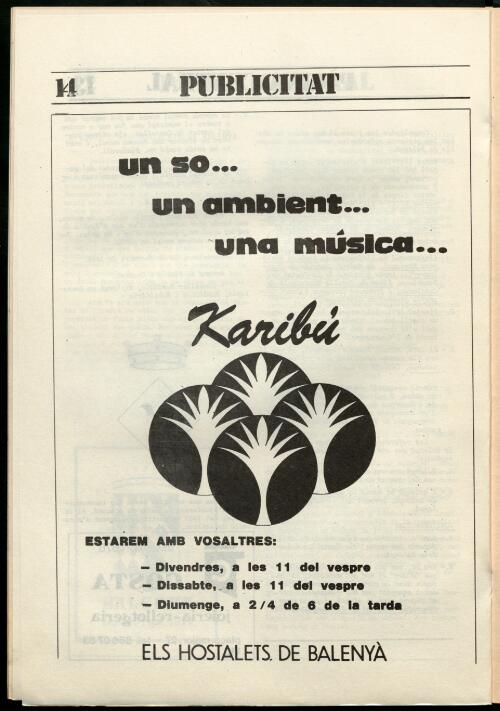 14 PUBLICITAT
un so...
un ambient...
una música...
Karibú
ESTAREM AMB VOSALTRES:
— Divendres, a les 11 del vespre
— Dissabte, a les 11 del vespre
— Diumenge, a 2/4 de 6 de la tarda
ELS HOSTALETS. DE BALENYÀ